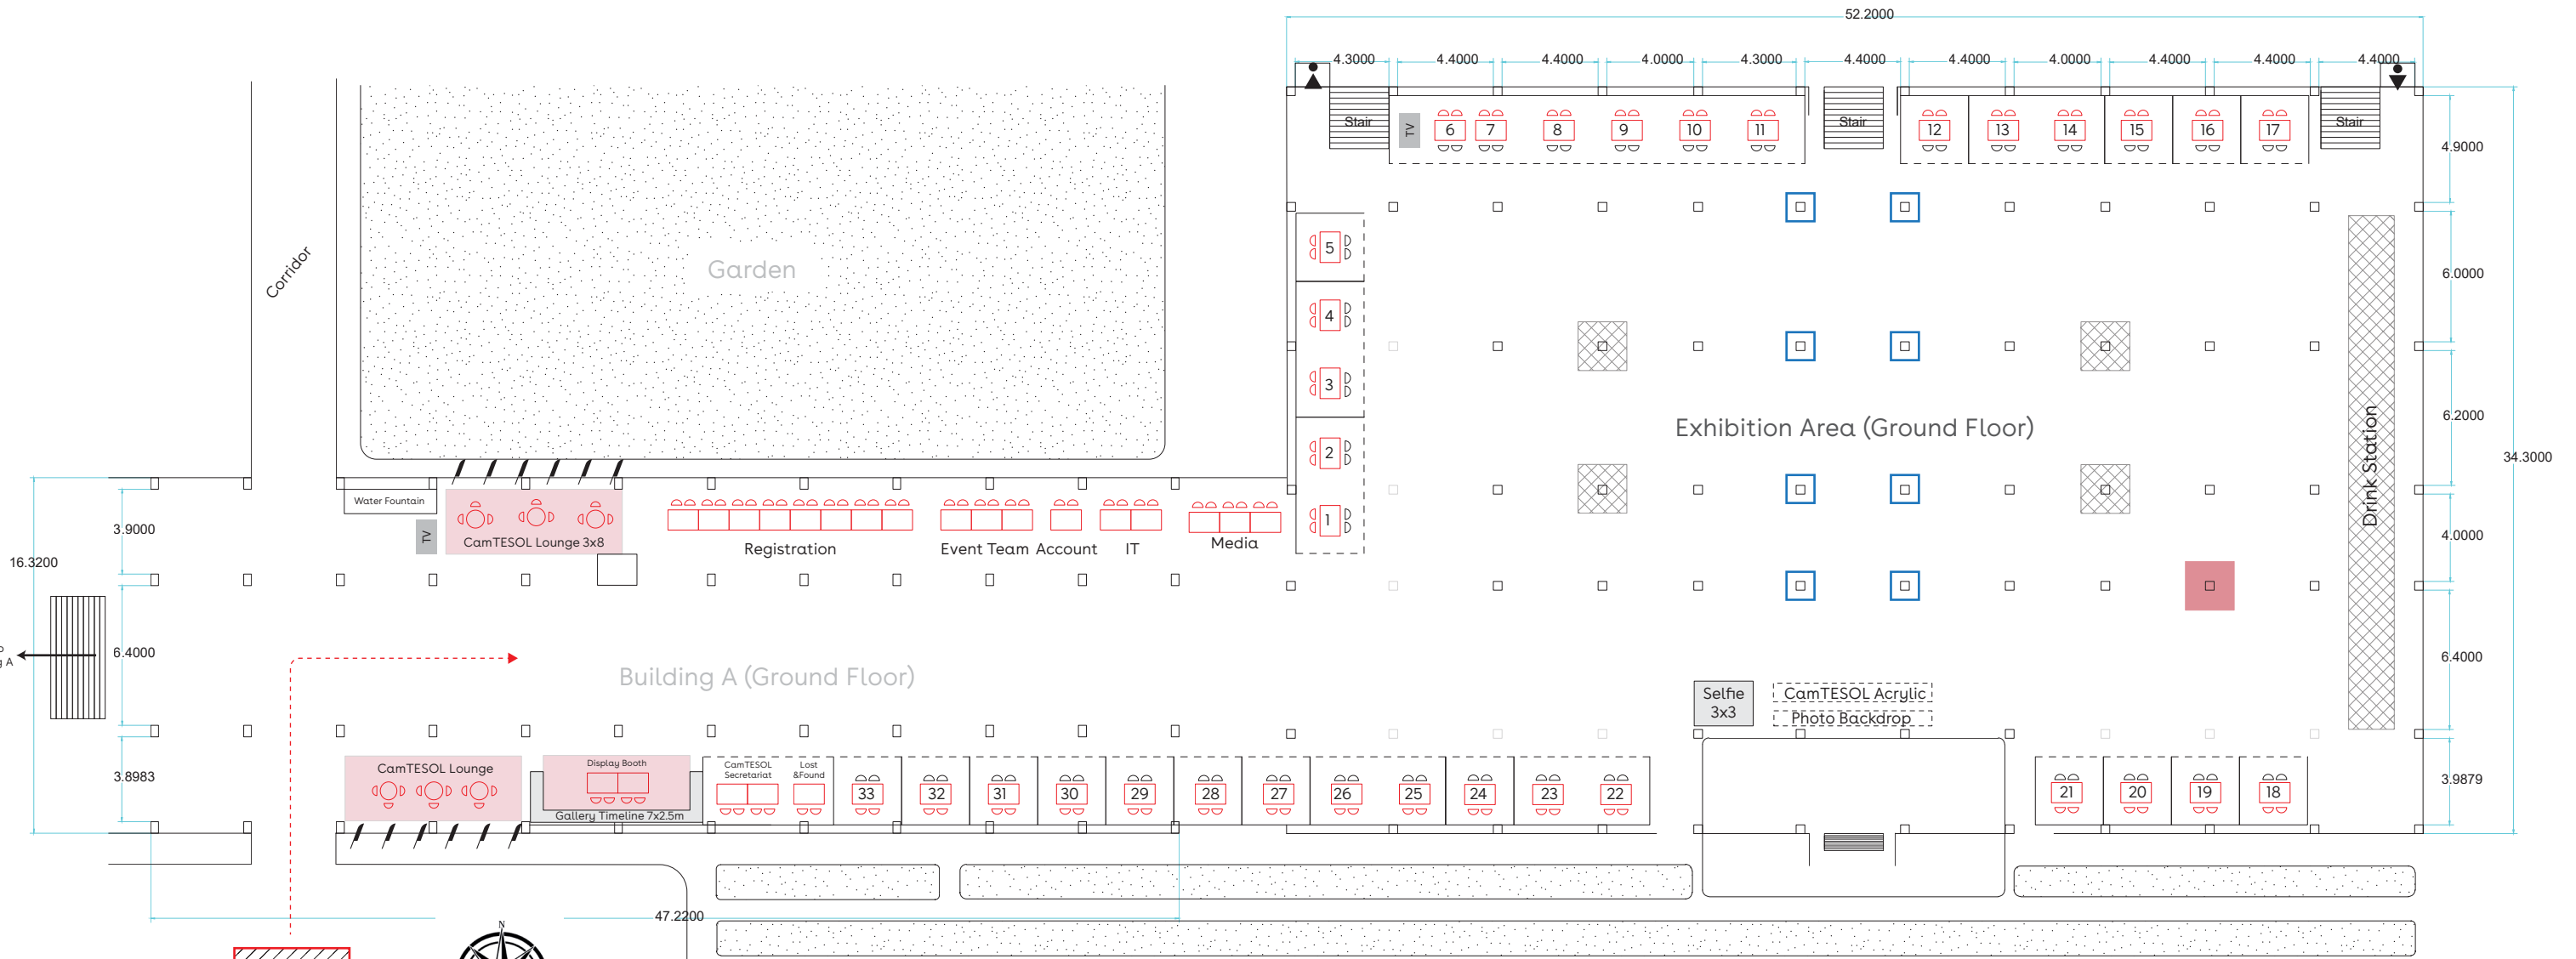 52.2000
4.3000 4.4000 4.4000 4.0000 4.3000 4.4000 4.4000 4.0000 4.4000 4.4000 4.4000
Stair
TV
6 7 8 9 10 11
Stair
12 13 14 15 16 17
Stair
4.9000
Corridor
Garden
5
4
3
2
1
6.0000
6.2000
34.3000
4.0000
6.4000
3.9879
Exhibition Area (Ground Floor)
Drink Station
16.3200
3.9000
6.4000
3.8983
Water Fountain
TV
CamTESOL Lounge 3x8
Registration
Event Team
Account
IT
Media
g A
Building A (Ground Floor)
Selfie
3x3
CamTESOL Acrylic
Photo Backdrop
CamTESOL Lounge
Display Booth
Gallery Timeline 7x2.5m
CamTESOL
Secretariat
Lost
&Found
33 32 31 30 29 28 27 26 25 24 23 22
21 20 19 18
47.2200
N